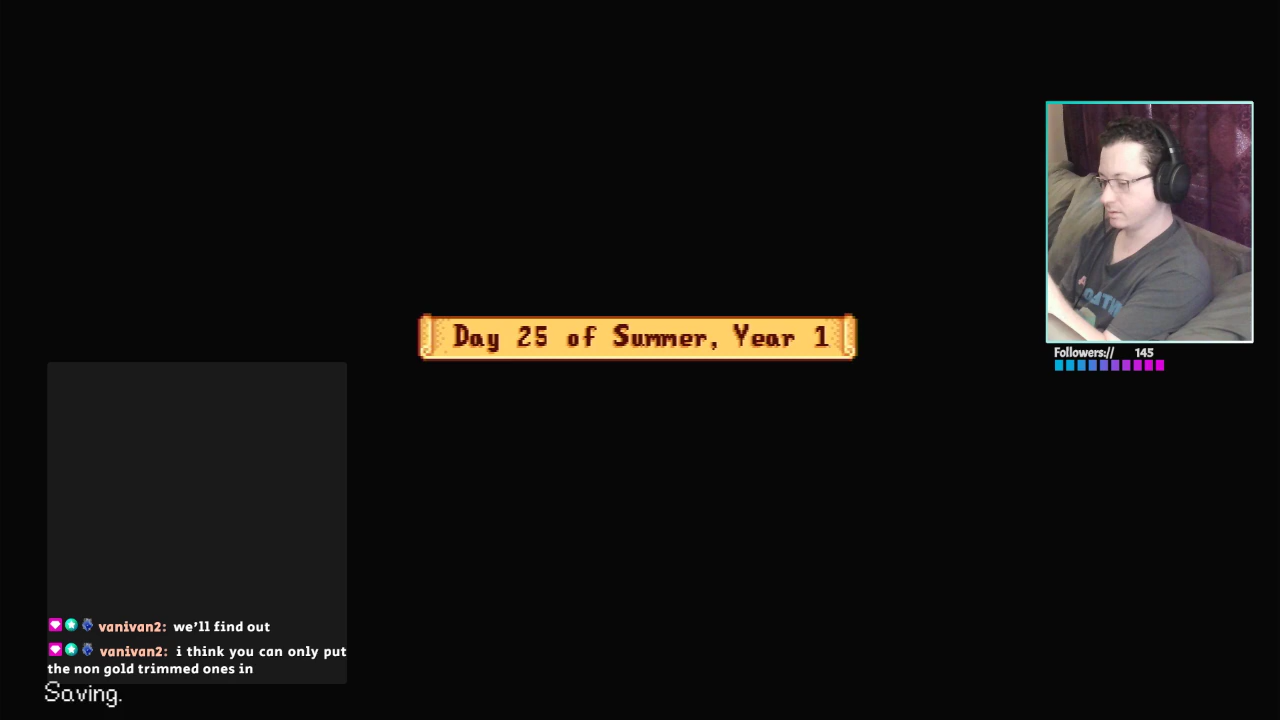 Day 25 of Summer, Year 1
Followers:// 145
vanivan2: we'll find out
vanivan2: i think you can only put
the non gold trimmed ones in
Saving.